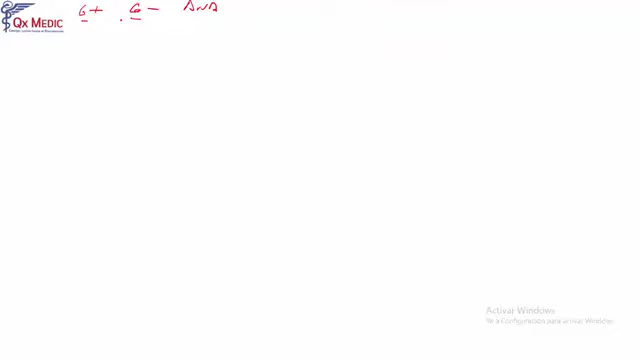 QX MEDIC
G+ G- ANA
Activar Windows
Ve a Configuración para activar Windows.